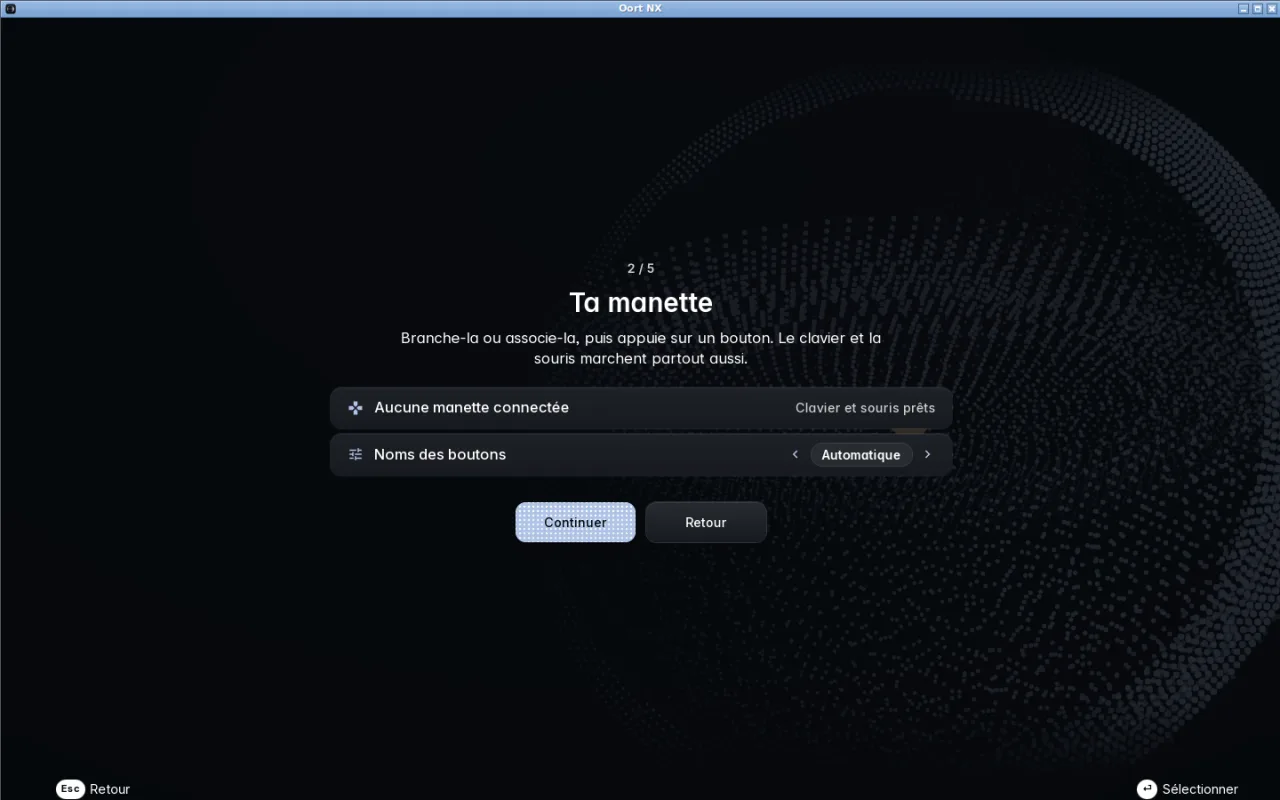 Oort NX
2 / 5
Ta manette
Branche-la ou associe-la, puis appuie sur un bouton. Le clavier et la
souris marchent partout aussi.
Aucune manette connectée
Clavier et souris prêts
Noms des boutons
Automatique
Continuer
Retour
Esc Retour
Sélectionner